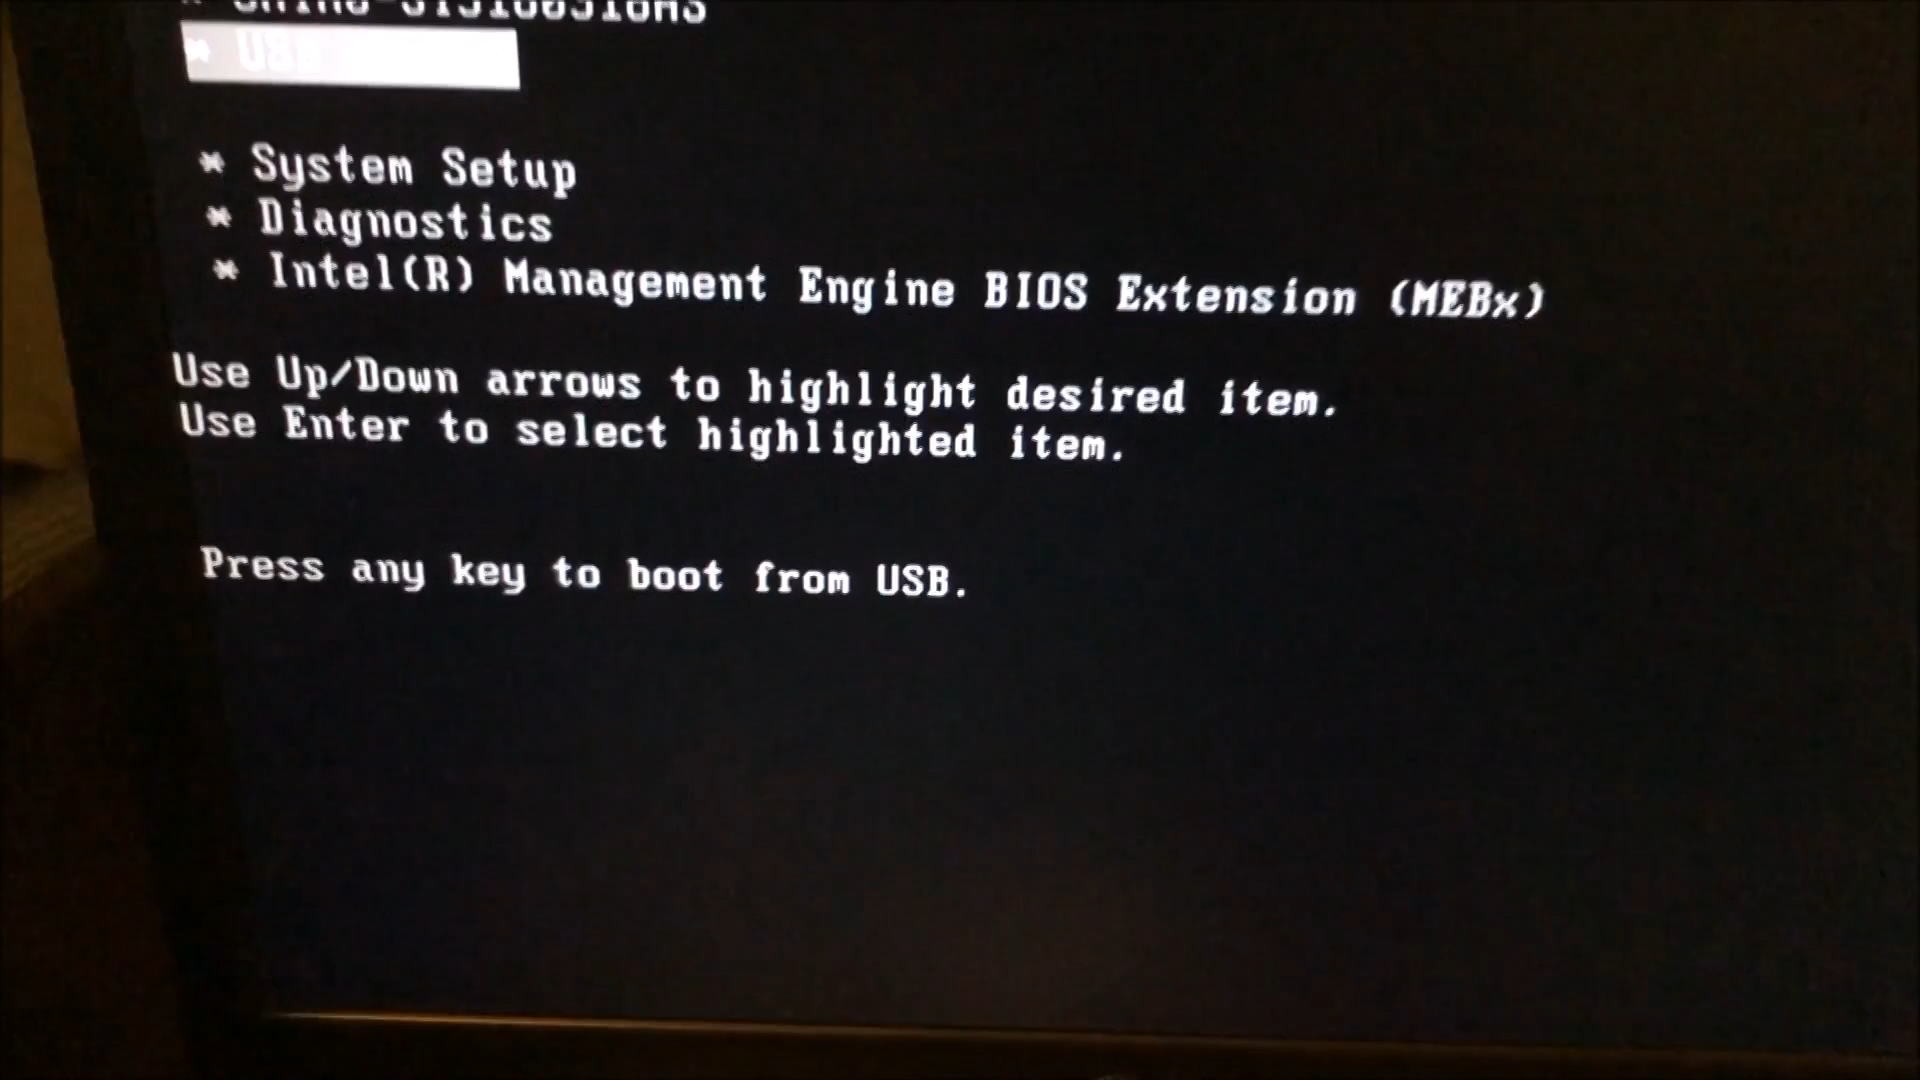 * USB
* System Setup
* Diagnostics
* Intel(R) Management Engine BIOS Extension (MEBx)
Use Up/Down arrows to highlight desired item.
Use Enter to select highlighted item.
Press any key to boot from USB.